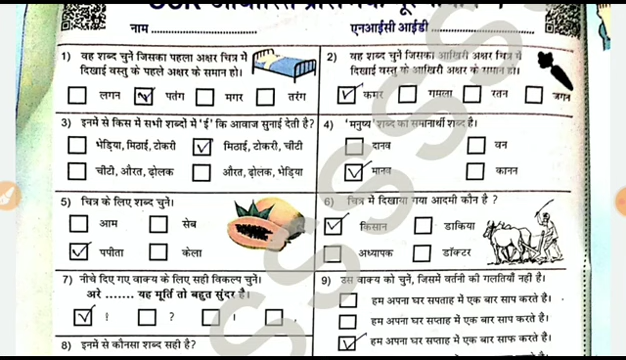 नाम ........................ एनआईसी आईडी ........................
1) वह शब्द चुनें जिसका पहला अक्षर चित्र में
दिखाई वस्तु के पहले अक्षर के समान हो।
लगन पतंग मगर तरंग
2) वह शब्द चुनें जिसका आखिरी अक्षर चित्र में
दिखाई वस्तु के आखिरी अक्षर के समान हो।
कमर गमला रतन जगन
3) इनमें से किस में सभी शब्दों में 'ई' कि आवाज सुनाई देती है?
भेड़िया, मिठाई, टोकरी मिठाई, टोकरी, चींटी
चींटी, औरत, ढ़ोलक औरत, ढ़ोलक, भेड़िया
4) 'मनुष्य' शब्द का समानार्थी शब्द है।
दानव वन
मानव कानन
5) चित्र के लिए शब्द चुनें।
आम सेब
पपीता केला
6) चित्र में दिखाया गया आदमी कौन है ?
किसान डाकिया
अध्यापक डॉक्टर
7) नीचे दिए गए वाक्य के लिए सही विकल्प चुनें।
अरे ....... यह मूर्ति तो बहुत सुंदर है।
! ? । ,
8) इनमें से कौनसा शब्द सही है?
9) उस वाक्य को चुनें, जिसमें वर्तनी की गलतियाँ नहीं है।
हम अपना घर सपताह में एक बार साप करते है।
हम अपना घर सप्ताह में एक बार साप करते है।
हम अपना घर सप्ताह में एक बार साफ करते है।